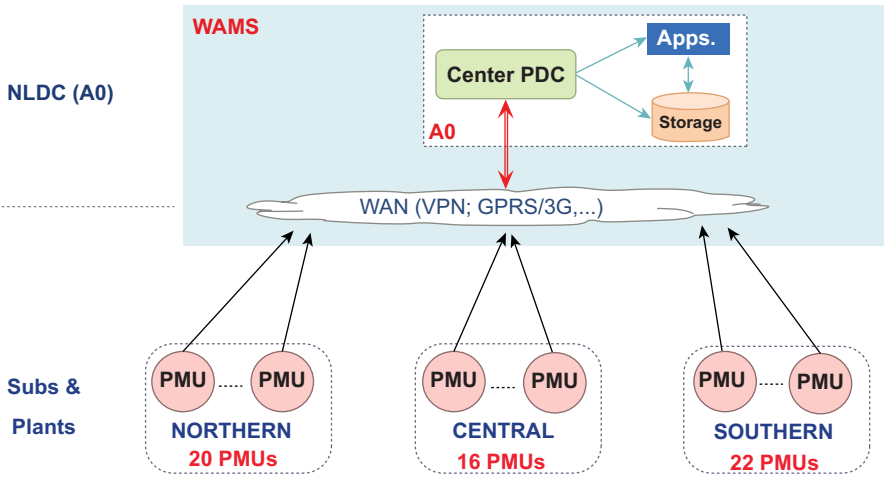 WAMS
Apps.
Center PDC
NLDC (A0)
Storage
A0
WAN (VPN; GPRS/3G,...)
PMU ...... PMU
PMU ...... PMU
PMU ...... PMU
Subs &
Plants
NORTHERN
CENTRAL
SOUTHERN
20 PMUs
16 PMUs
22 PMUs